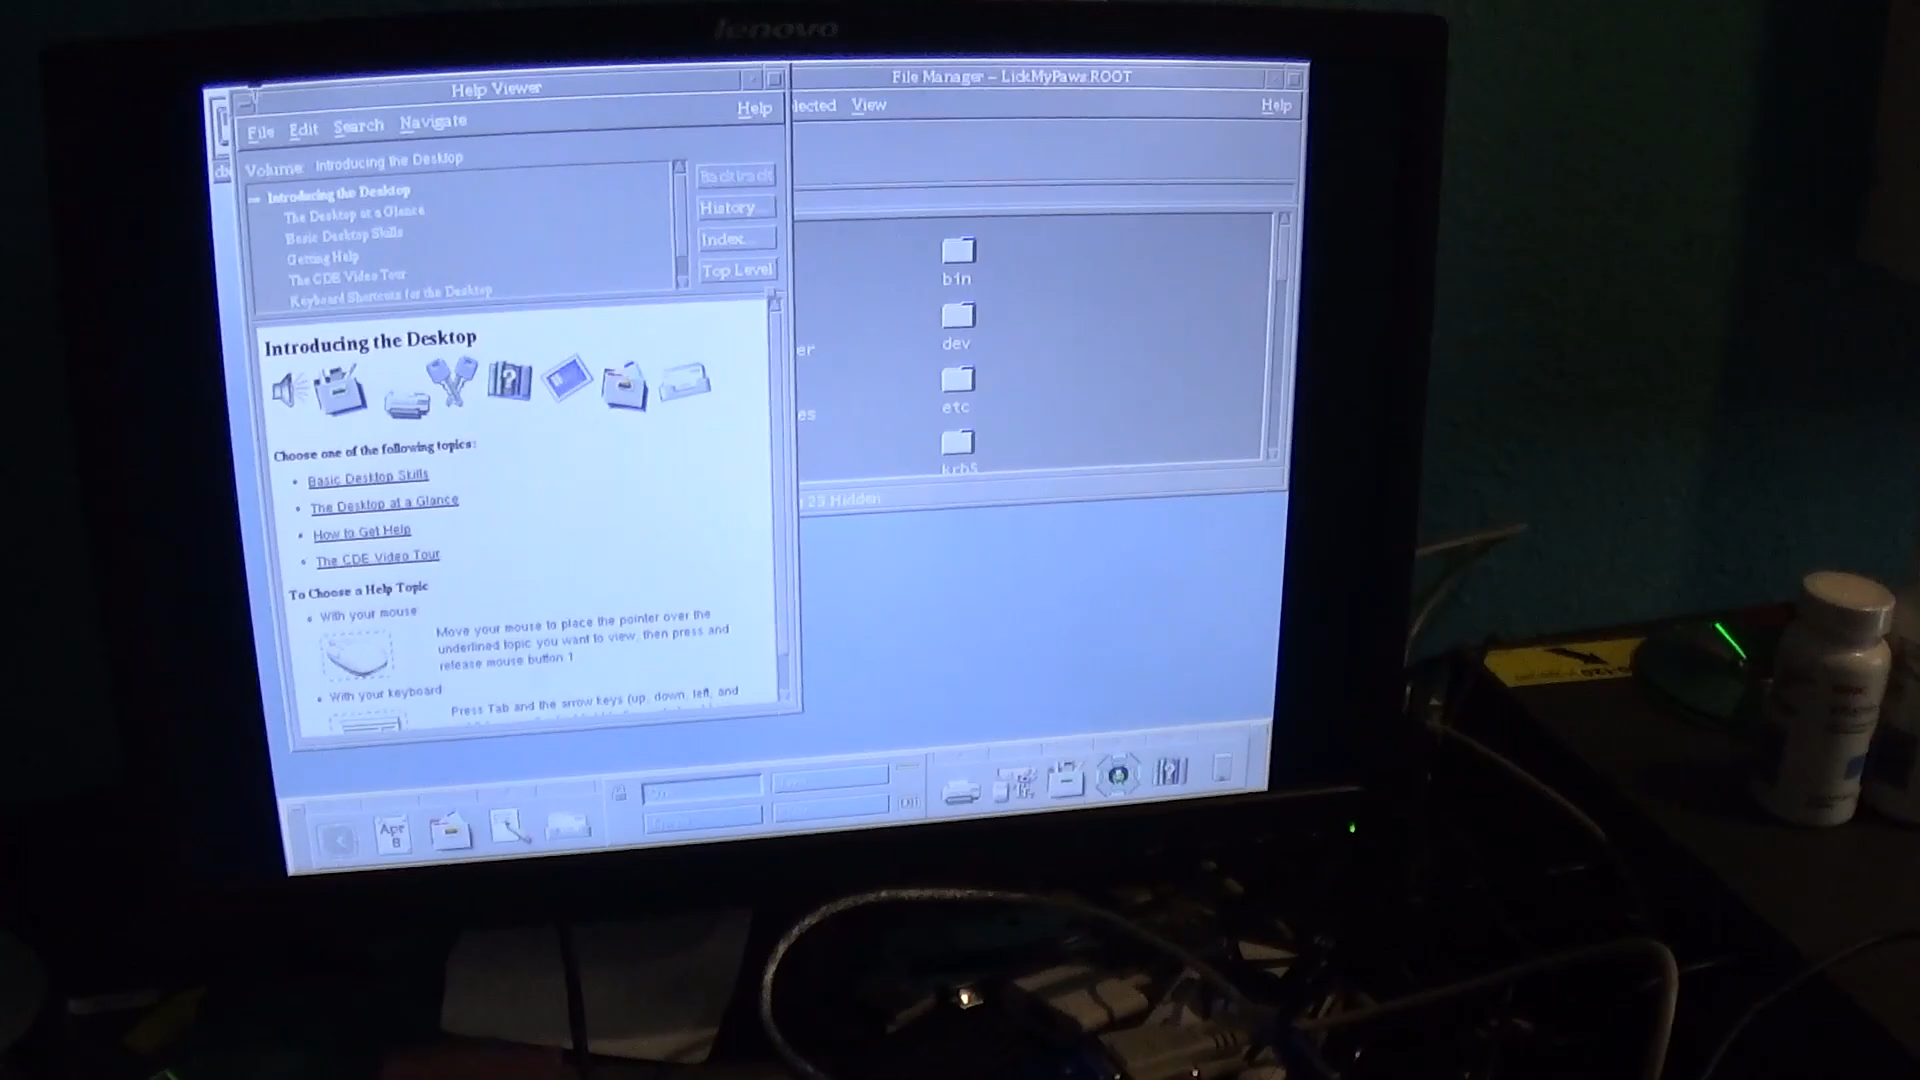 lenovo
Help Viewer
File Edit Search Navigate Help
Volume: Introducing the Desktop
Introducing the Desktop
The Desktop at a Glance
Basic Desktop Skills
Getting Help
The CDE Video Tour
Keyboard Shortcuts for the Desktop
Backtrack
History...
Index...
Top Level
Introducing the Desktop
Choose one of the following topics:
• Basic Desktop Skills
• The Desktop at a Glance
• How to Get Help
• The CDE Video Tour
To Choose a Help Topic
• With your mouse
Move your mouse to place the pointer over the
underlined topic you want to view, then press and
release mouse button 1
• With your keyboard
Press Tab and the arrow keys (up, down, left, and
File Manager – LickMyPaws:ROOT
lected View Help
bin
dev
er
etc
es
krb5
23 Hidden
Apr
8